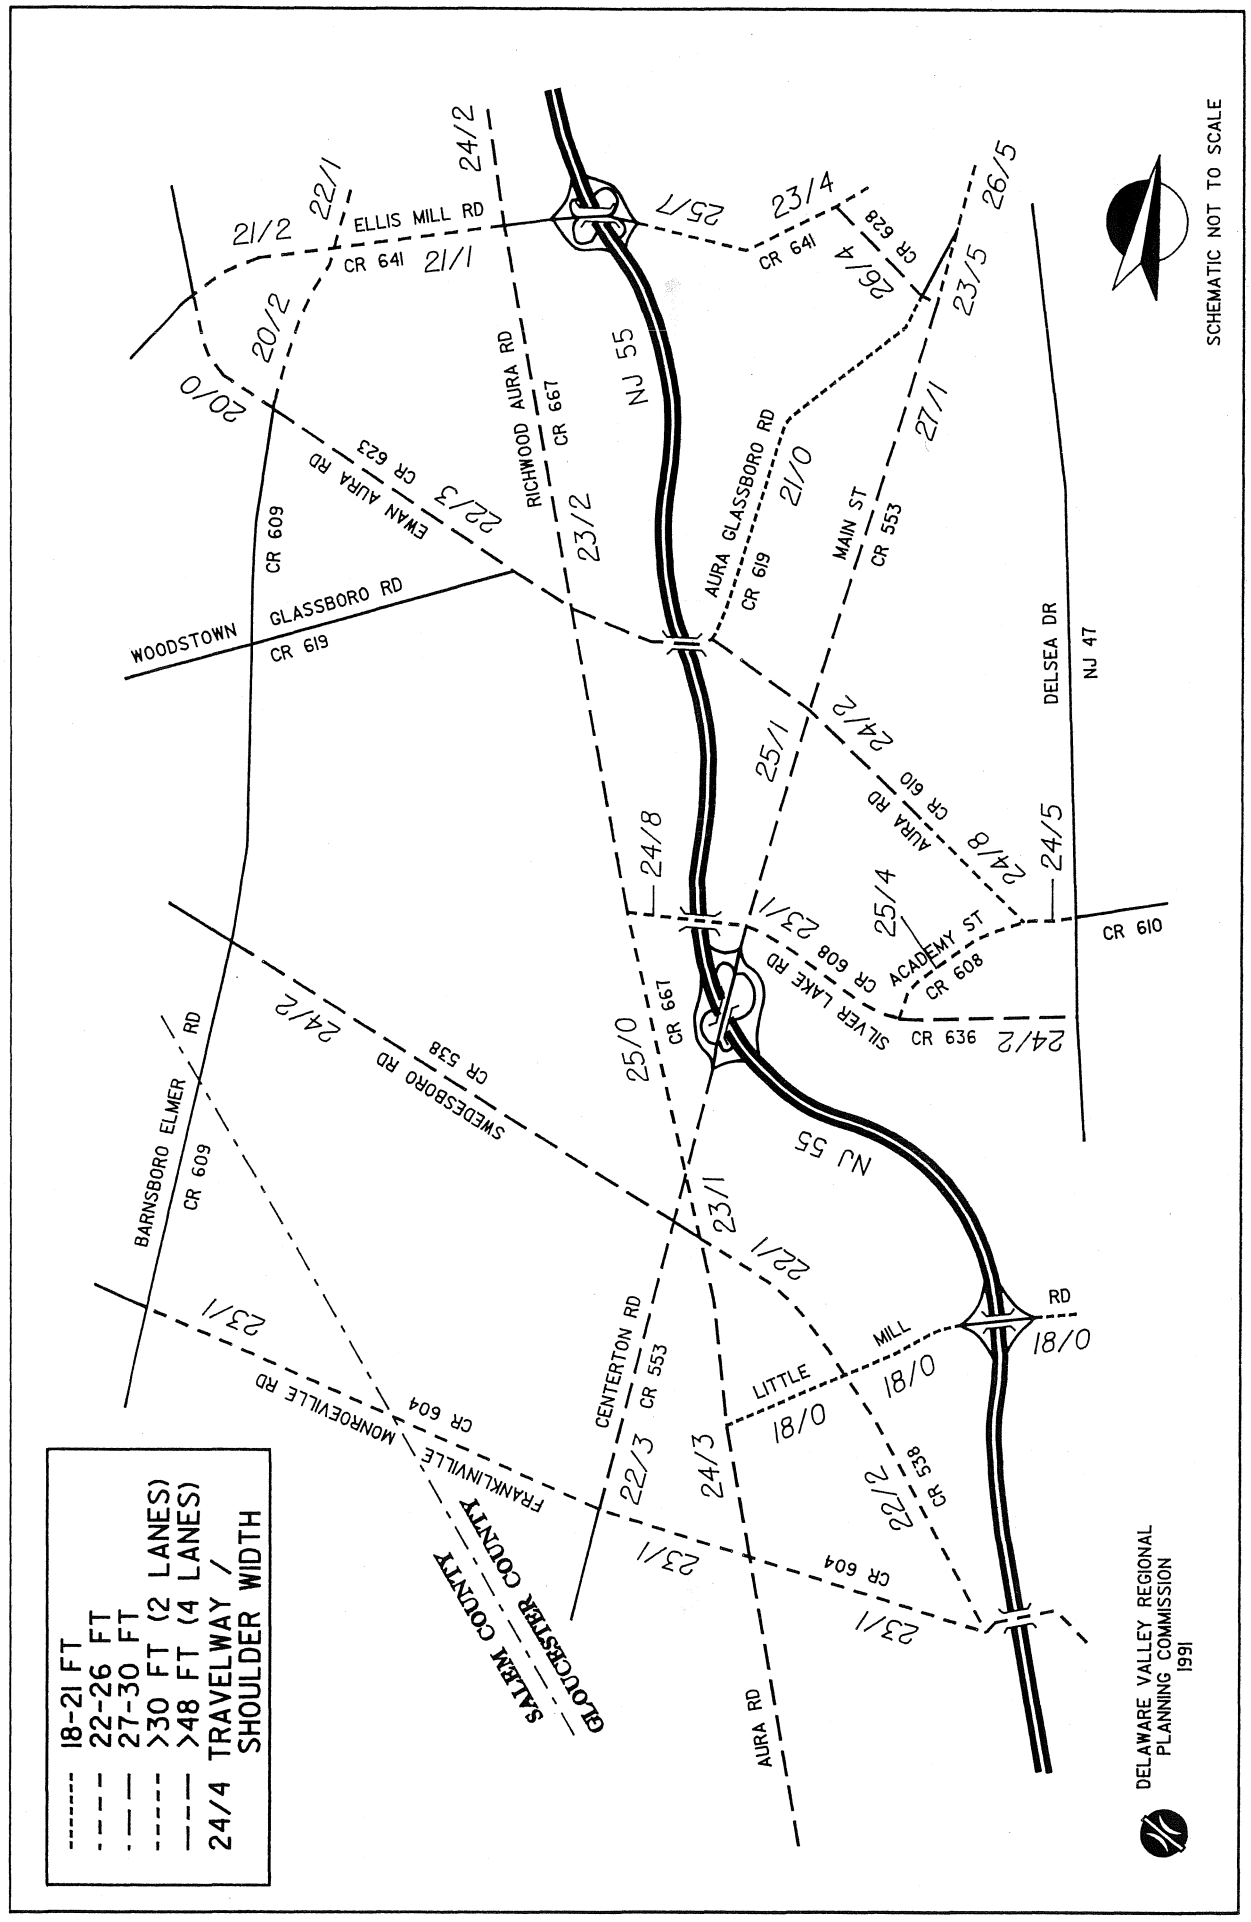 24/2
22/1
21/2
ELLIS MILL RD
CR 641
21/1
25/7
23/4
CR 641
CR 628
26/4
26/5
23/5
SCHEMATIC NOT TO SCALE
20/2
20/0
EWAN AURA RD
CR 623
22/3
RICHWOOD AURA RD
CR 667
23/2
NJ 55
AURA GLASSBORO RD
CR 619
21/0
MAIN ST
CR 553
27/1
CR 609
WOODSTOWN GLASSBORO RD
CR 619
DELSEA DR
NJ 47
25/1
24/2
AURA RD
CR 610
24/8
24/5
24/8
25/4
ACADEMY ST
CR 608
CR 610
23/1
SILVER LAKE RD
CR 608
CR 636
24/2
25/0
CR 667
24/2
SWEDESBORO RD
CR 538
BARNSBORO ELMER RD
CR 609
NJ 55
23/1
22/1
23/1
FRANKLINVILLE MONROEVILLE RD
CR 604
CENTERTON RD
CR 553
22/3
24/3
LITTLE MILL RD
18/0
18/0
18/0
22/2
CR 538
23/1
CR 604
23/1
AURA RD
SALEM COUNTY
GLOUCESTER COUNTY
18-21 FT
22-26 FT
27-30 FT
>30 FT (2 LANES)
>48 FT (4 LANES)
24/4 TRAVELWAY /
SHOULDER WIDTH
DELAWARE VALLEY REGIONAL
PLANNING COMMISSION
1991